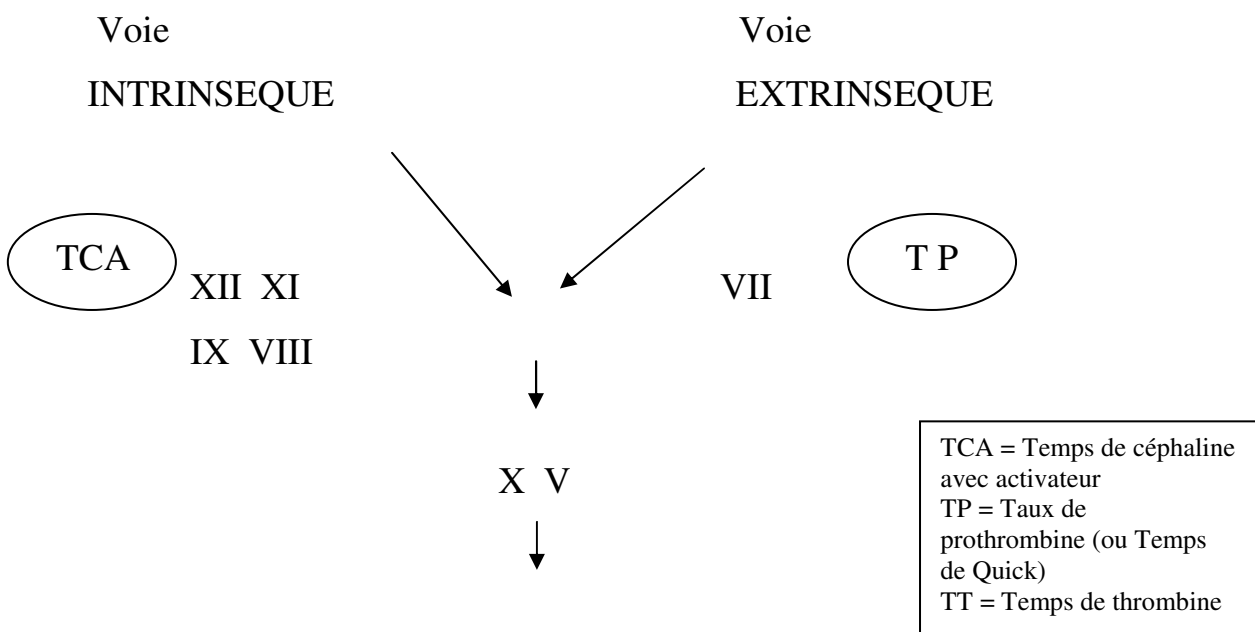 Voie
INTRINSEQUE
Voie
EXTRINSEQUE
TCA
XII XI
IX VIII
VII
T P
X V
TCA = Temps de céphaline
avec activateur
TP = Taux de
prothrombine (ou Temps
de Quick)
TT = Temps de thrombine